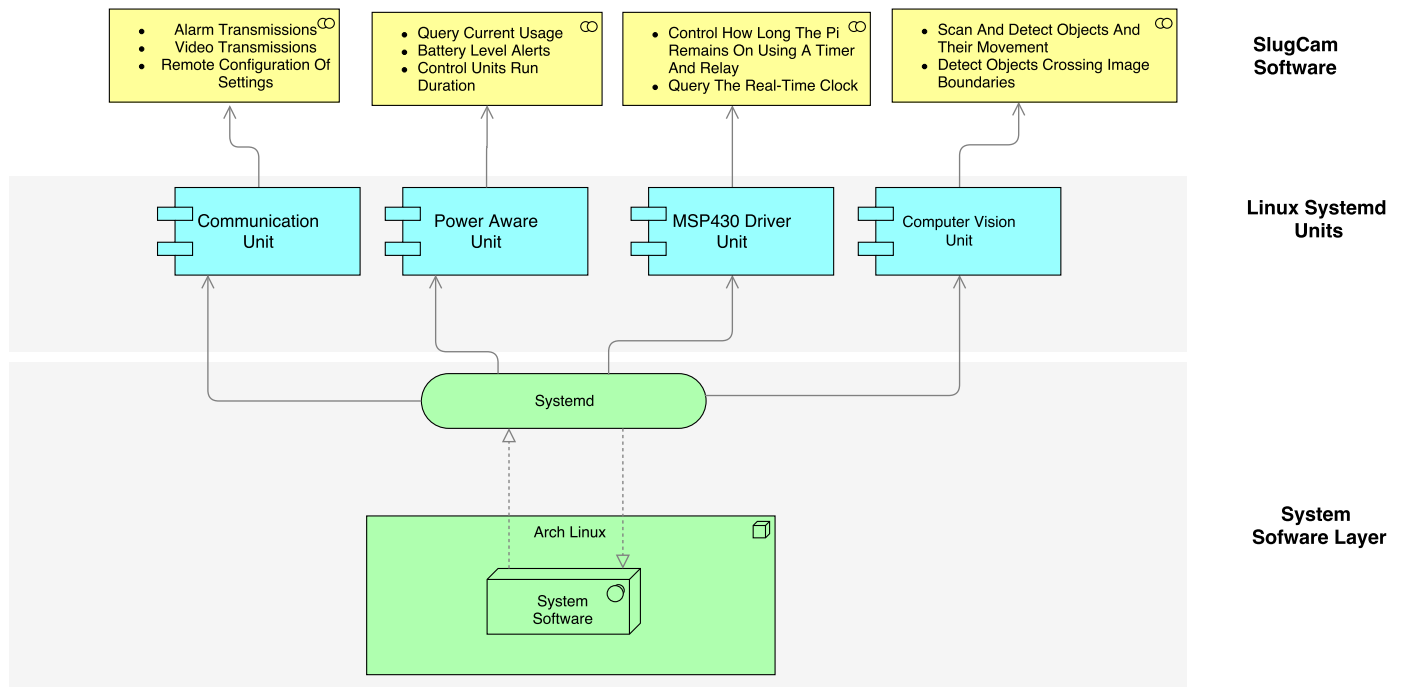 • Alarm Transmissions
• Video Transmissions
• Remote Configuration Of
Settings
• Query Current Usage
• Battery Level Alerts
• Control Units Run
Duration
• Control How Long The Pi
Remains On Using A Timer
And Relay
• Query The Real-Time Clock
• Scan And Detect Objects And
Their Movement
• Detect Objects Crossing Image
Boundaries
SlugCam
Software
Communication
Unit
Power Aware
Unit
MSP430 Driver
Unit
Computer Vision
Unit
Linux Systemd
Units
Systemd
Arch Linux
System
Software
System
Sofware Layer